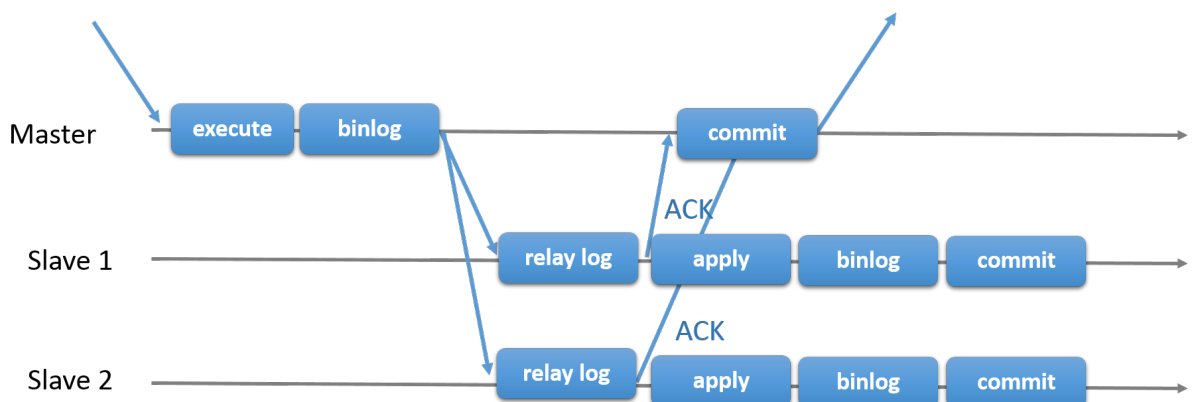 Master
execute
binlog
commit
ACK
Slave 1
relay log
apply
binlog
commit
ACK
Slave 2
relay log
apply
binlog
commit